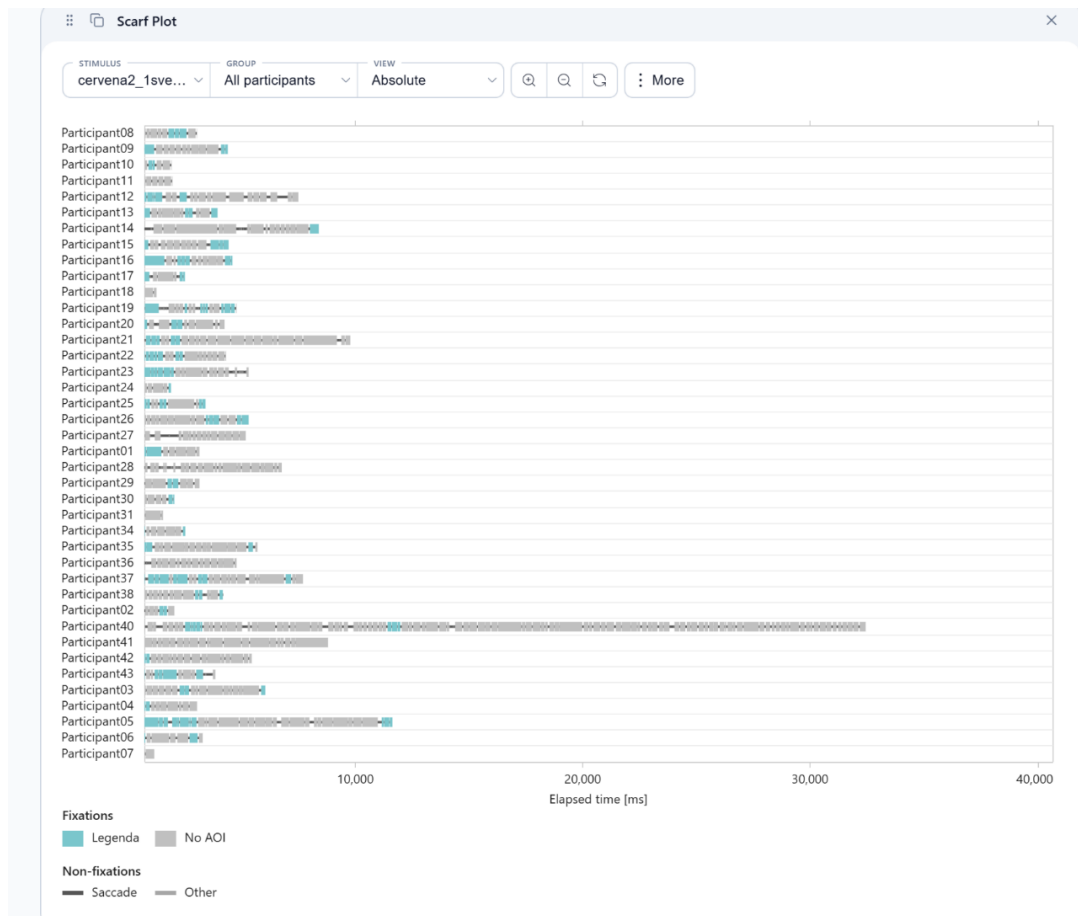 Scarf Plot
STIMULUS GROUP VIEW
cervena2_1sve... All participants Absolute More
Participant08
Participant09
Participant10
Participant11
Participant12
Participant13
Participant14
Participant15
Participant16
Participant17
Participant18
Participant19
Participant20
Participant21
Participant22
Participant23
Participant24
Participant25
Participant26
Participant27
Participant01
Participant28
Participant29
Participant30
Participant31
Participant34
Participant35
Participant36
Participant37
Participant38
Participant02
Participant40
Participant41
Participant42
Participant43
Participant03
Participant04
Participant05
Participant06
Participant07
10,000 20,000 30,000 40,000
Elapsed time [ms]
Fixations
Legenda No AOI
Non-fixations
Saccade Other